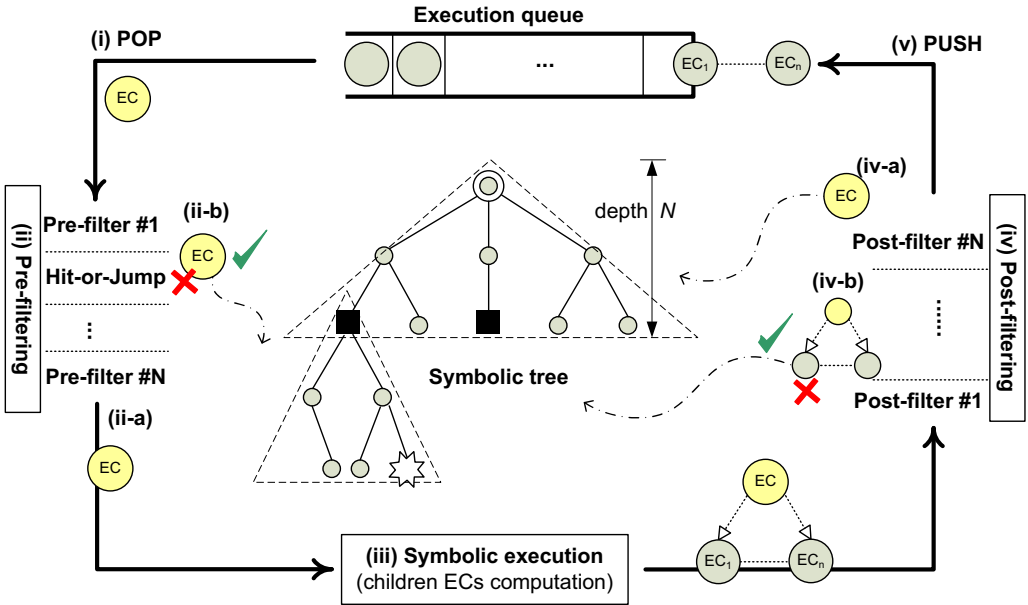 Execution queue
(i) POP
(v) PUSH
...
EC1
ECn
EC
(iv-a)
EC
depth N
(ii) Pre-filtering
Pre-filter #1
(ii-b)
EC
Hit-or-Jump
...
Pre-filter #N
(iv) Post-filtering
Post-filter #N
(iv-b)
......
Post-filter #1
Symbolic tree
(ii-a)
EC
EC
(iii) Symbolic execution
(children ECs computation)
EC1
ECn